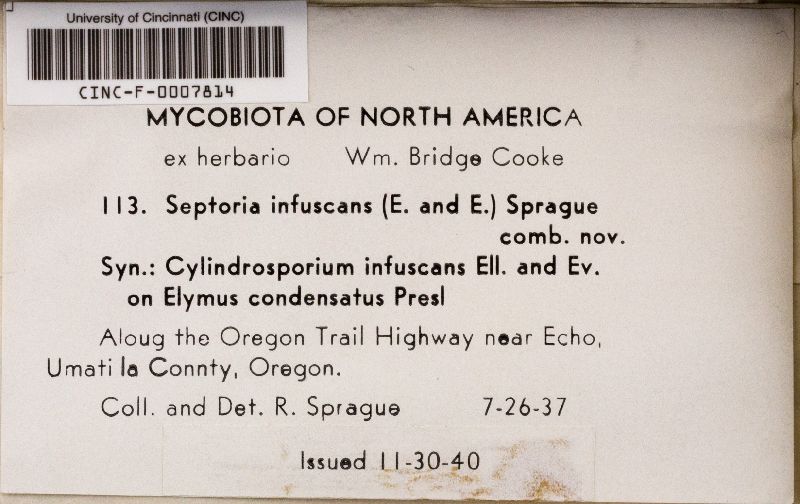 University of Cincinnati (CINC)
CINC-F-0007814
MYCOBIOTA OF NORTH AMERICA
ex herbario Wm. Bridge Cooke
113. Septoria infuscans (E. and E.) Sprague
comb. nov.
Syn.: Cylindrosporium infuscans Ell. and Ev.
on Elymus condensatus Presl
Aloug the Oregon Trail Highway near Echo,
Umati la Connty, Oregon.
Coll. and Det. R. Sprague 7-26-37
Issued 11-30-40